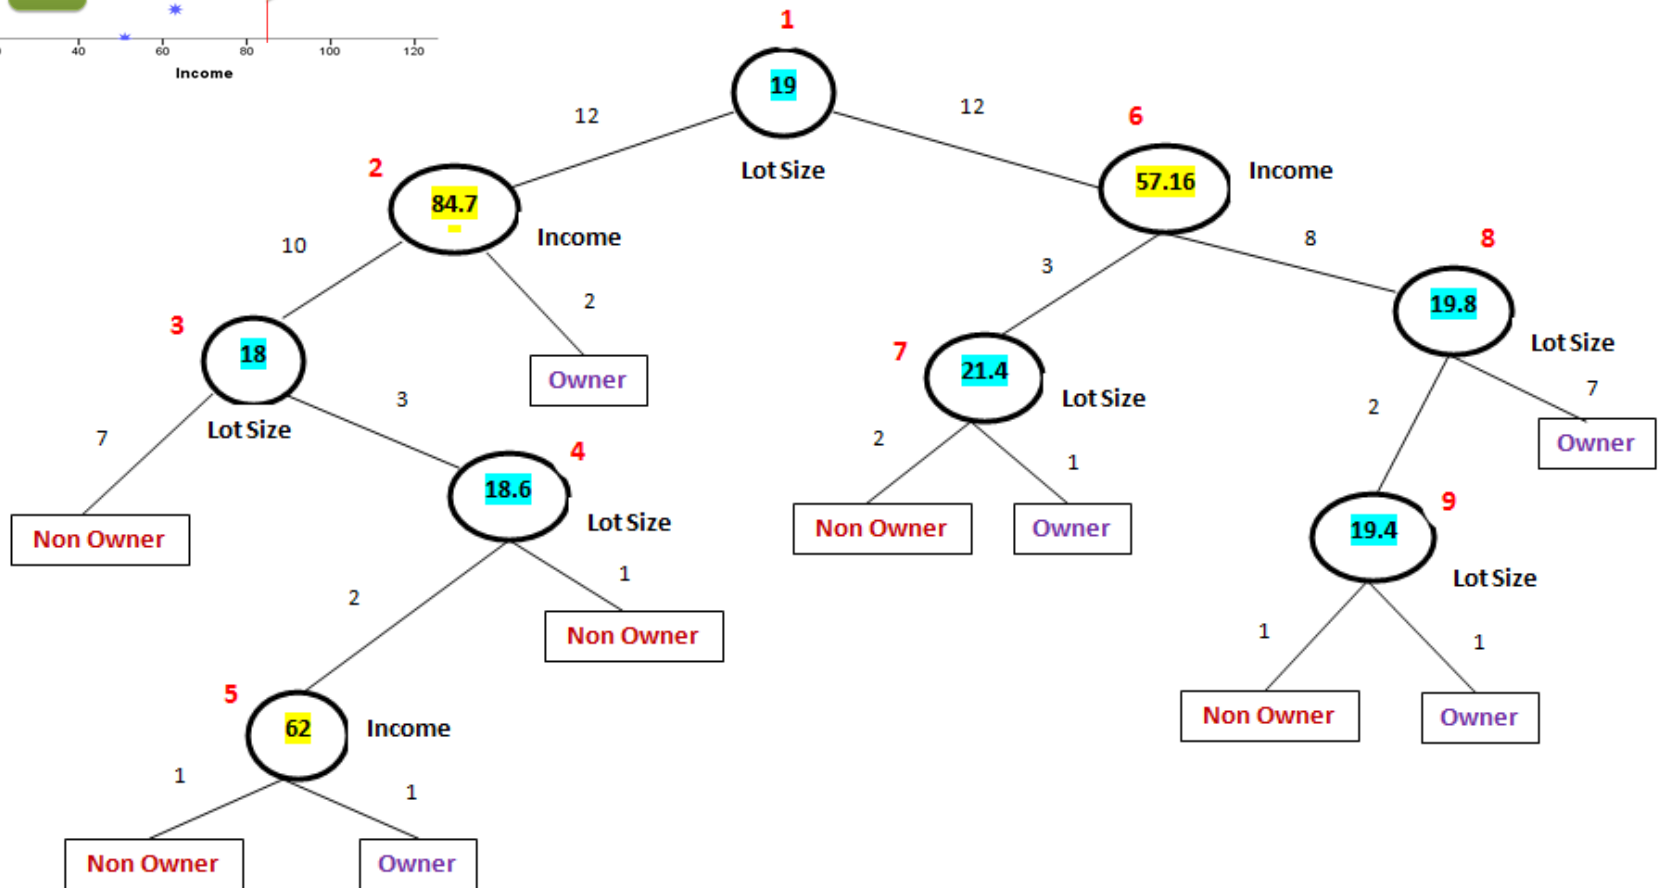 40 60 80 100 120
Income
1
19
Lot Size
12
12
2
84.7
Income
6
57.16
Income
10
2
3
8
3
18
Lot Size
Owner
7
21.4
Lot Size
8
19.8
Lot Size
7
3
2
1
2
7
Owner
Non Owner
4
18.6
Lot Size
Non Owner
Owner
9
19.4
Lot Size
2
1
Non Owner
1
1
Non Owner
Owner
5
62
Income
1
1
Non Owner
Owner